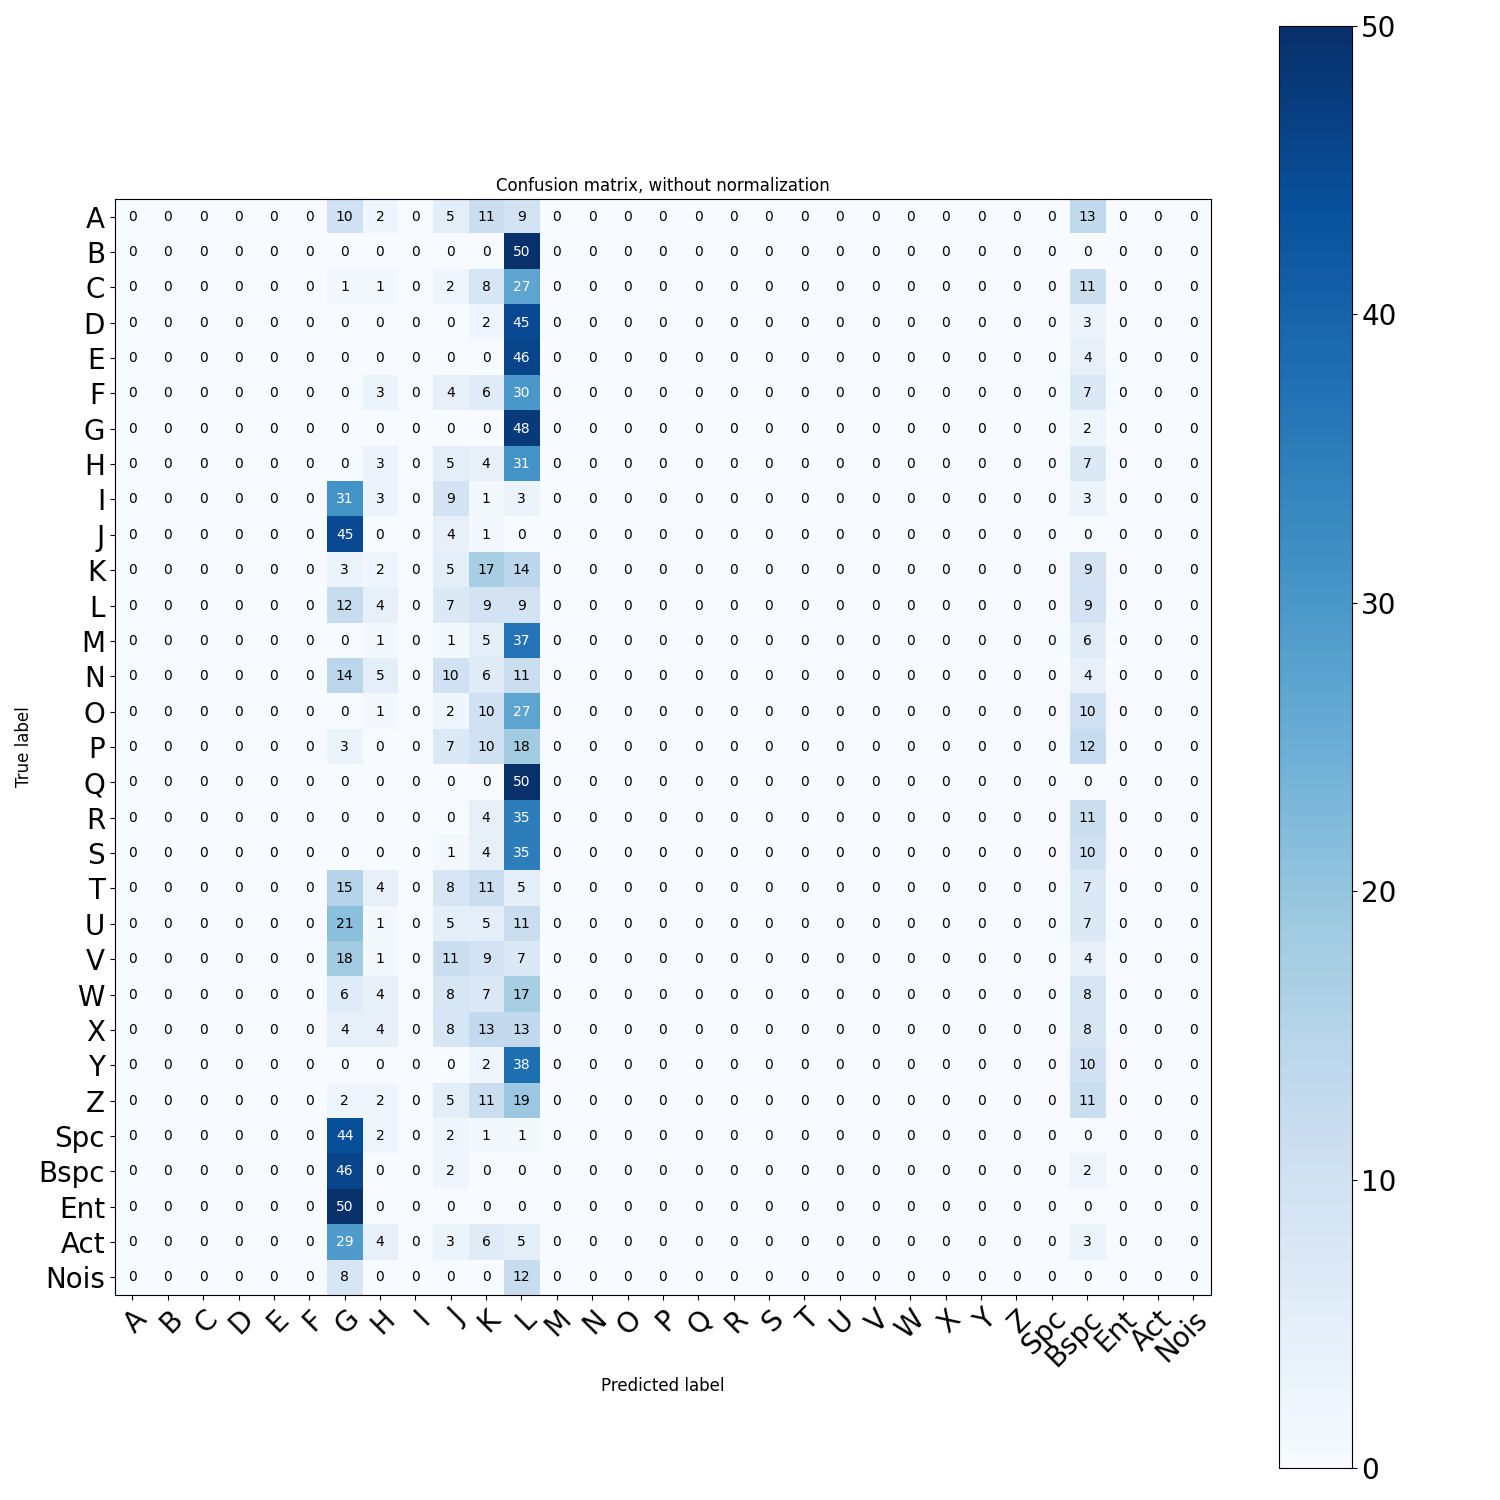 Confusion matrix, without normalization
A 0 0 0 0 0 0 10 2 0 5 11 9 0 0 0 0 0 0 0 0 0 0 0 0 0 0 0 13 0 0 0
B 0 0 0 0 0 0 0 0 0 0 0 50 0 0 0 0 0 0 0 0 0 0 0 0 0 0 0 0 0 0 0
C 0 0 0 0 0 0 1 1 0 2 8 27 0 0 0 0 0 0 0 0 0 0 0 0 0 0 0 11 0 0 0
D 0 0 0 0 0 0 0 0 0 0 2 45 0 0 0 0 0 0 0 0 0 0 0 0 0 0 0 3 0 0 0
E 0 0 0 0 0 0 0 0 0 0 0 46 0 0 0 0 0 0 0 0 0 0 0 0 0 0 0 4 0 0 0
F 0 0 0 0 0 0 0 3 0 4 6 30 0 0 0 0 0 0 0 0 0 0 0 0 0 0 0 7 0 0 0
G 0 0 0 0 0 0 0 0 0 0 0 48 0 0 0 0 0 0 0 0 0 0 0 0 0 0 0 2 0 0 0
H 0 0 0 0 0 0 0 3 0 5 4 31 0 0 0 0 0 0 0 0 0 0 0 0 0 0 0 7 0 0 0
I 0 0 0 0 0 0 31 3 0 9 1 3 0 0 0 0 0 0 0 0 0 0 0 0 0 0 0 3 0 0 0
J 0 0 0 0 0 0 45 0 0 4 1 0 0 0 0 0 0 0 0 0 0 0 0 0 0 0 0 0 0 0 0
K 0 0 0 0 0 0 3 2 0 5 17 14 0 0 0 0 0 0 0 0 0 0 0 0 0 0 0 9 0 0 0
L 0 0 0 0 0 0 12 4 0 7 9 9 0 0 0 0 0 0 0 0 0 0 0 0 0 0 0 9 0 0 0
M 0 0 0 0 0 0 0 1 0 1 5 37 0 0 0 0 0 0 0 0 0 0 0 0 0 0 0 6 0 0 0
N 0 0 0 0 0 0 14 5 0 10 6 11 0 0 0 0 0 0 0 0 0 0 0 0 0 0 0 4 0 0 0
O 0 0 0 0 0 0 0 1 0 2 10 27 0 0 0 0 0 0 0 0 0 0 0 0 0 0 0 10 0 0 0
P 0 0 0 0 0 0 3 0 0 7 10 18 0 0 0 0 0 0 0 0 0 0 0 0 0 0 0 12 0 0 0
Q 0 0 0 0 0 0 0 0 0 0 0 50 0 0 0 0 0 0 0 0 0 0 0 0 0 0 0 0 0 0 0
R 0 0 0 0 0 0 0 0 0 0 4 35 0 0 0 0 0 0 0 0 0 0 0 0 0 0 0 11 0 0 0
S 0 0 0 0 0 0 0 0 0 1 4 35 0 0 0 0 0 0 0 0 0 0 0 0 0 0 0 10 0 0 0
T 0 0 0 0 0 0 15 4 0 8 11 5 0 0 0 0 0 0 0 0 0 0 0 0 0 0 0 7 0 0 0
U 0 0 0 0 0 0 21 1 0 5 5 11 0 0 0 0 0 0 0 0 0 0 0 0 0 0 0 7 0 0 0
V 0 0 0 0 0 0 18 1 0 11 9 7 0 0 0 0 0 0 0 0 0 0 0 0 0 0 0 4 0 0 0
W 0 0 0 0 0 0 6 4 0 8 7 17 0 0 0 0 0 0 0 0 0 0 0 0 0 0 0 8 0 0 0
X 0 0 0 0 0 0 4 4 0 8 13 13 0 0 0 0 0 0 0 0 0 0 0 0 0 0 0 8 0 0 0
Y 0 0 0 0 0 0 0 0 0 0 2 38 0 0 0 0 0 0 0 0 0 0 0 0 0 0 0 10 0 0 0
Z 0 0 0 0 0 0 2 2 0 5 11 19 0 0 0 0 0 0 0 0 0 0 0 0 0 0 0 11 0 0 0
Spc 0 0 0 0 0 0 44 2 0 2 1 1 0 0 0 0 0 0 0 0 0 0 0 0 0 0 0 0 0 0 0
Bspc 0 0 0 0 0 0 46 0 0 2 0 0 0 0 0 0 0 0 0 0 0 0 0 0 0 0 0 2 0 0 0
Ent 0 0 0 0 0 0 50 0 0 0 0 0 0 0 0 0 0 0 0 0 0 0 0 0 0 0 0 0 0 0 0
Act 0 0 0 0 0 0 29 4 0 3 6 5 0 0 0 0 0 0 0 0 0 0 0 0 0 0 0 3 0 0 0
Nois 0 0 0 0 0 0 8 0 0 0 0 12 0 0 0 0 0 0 0 0 0 0 0 0 0 0 0 0 0 0 0
A B C D E F G H I J K L M N O P Q R S T U V W X Y Z Spc Bspc Ent Act Nois
Predicted label
True label
50
40
30
20
10
0